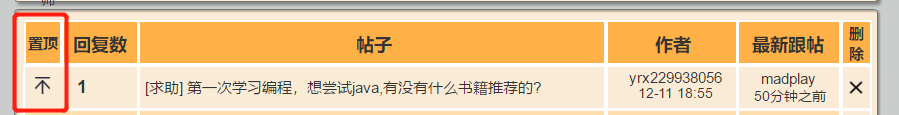 置顶 回复数 帖子 作者 最新跟帖 删除
1 [求助] 第一次学习编程，想尝试java,有没有什么书籍推荐的? yrx229938056 madplay
12-11 18:55 50分钟之前